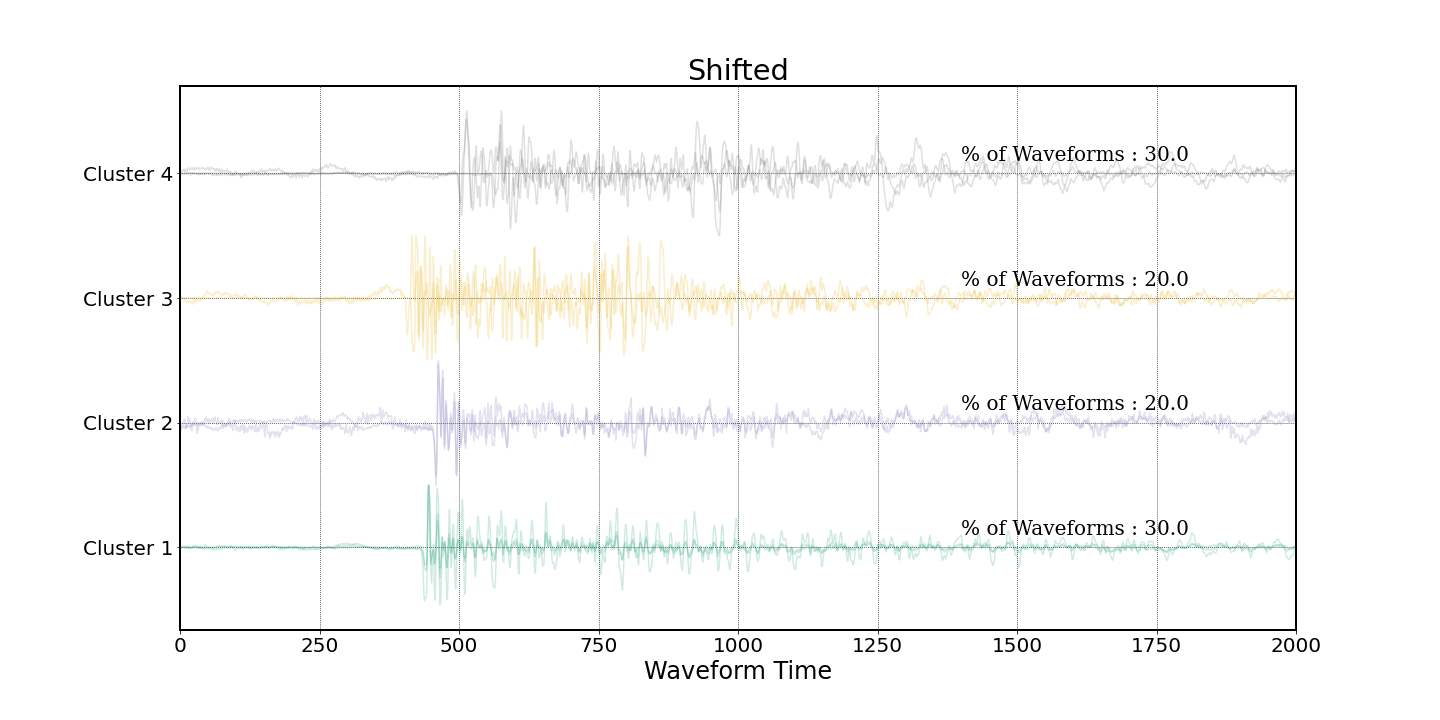 Shifted
Cluster 4
% of Waveforms : 30.0
Cluster 3
% of Waveforms : 20.0
Cluster 2
% of Waveforms : 20.0
Cluster 1
% of Waveforms : 30.0
0 250 500 750 1000 1250 1500 1750 2000
Waveform Time